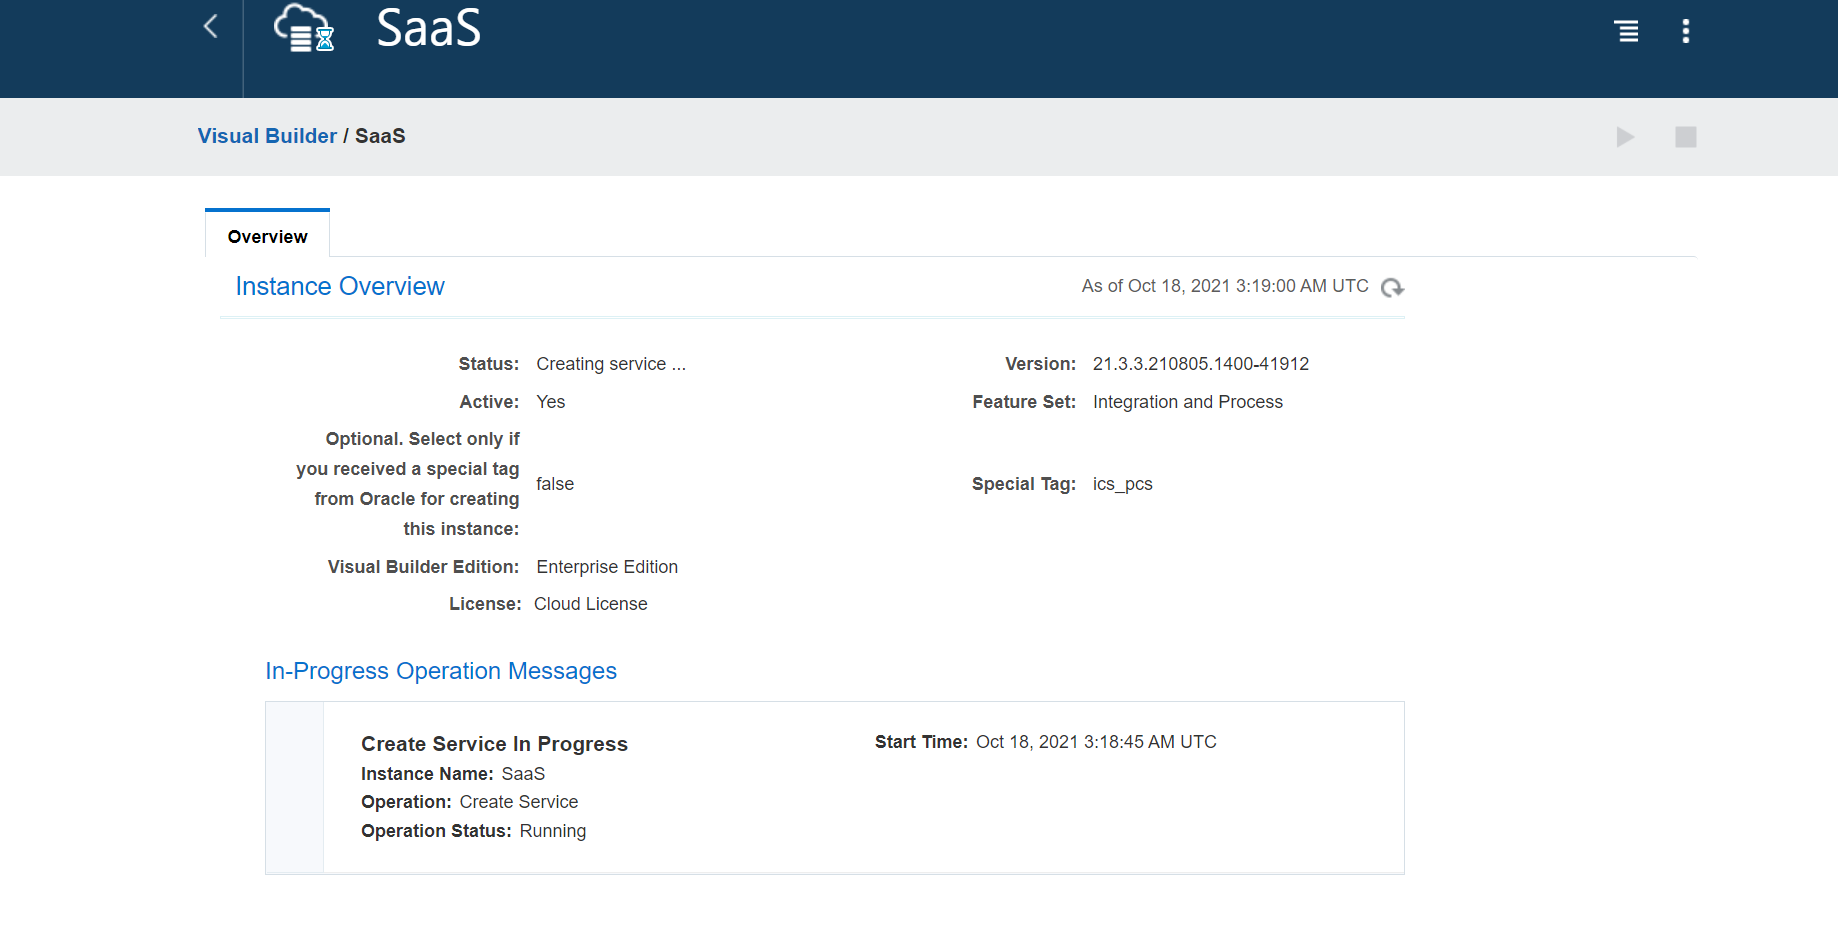 SaaS
Visual Builder / SaaS
Overview
Instance Overview
As of Oct 18, 2021 3:19:00 AM UTC
Status: Creating service ...
Version: 21.3.3.210805.1400-41912
Active: Yes
Feature Set: Integration and Process
Optional. Select only if
you received a special tag
from Oracle for creating
this instance:
false
Special Tag: ics_pcs
Visual Builder Edition: Enterprise Edition
License: Cloud License
In-Progress Operation Messages
Create Service In Progress
Start Time: Oct 18, 2021 3:18:45 AM UTC
Instance Name: SaaS
Operation: Create Service
Operation Status: Running